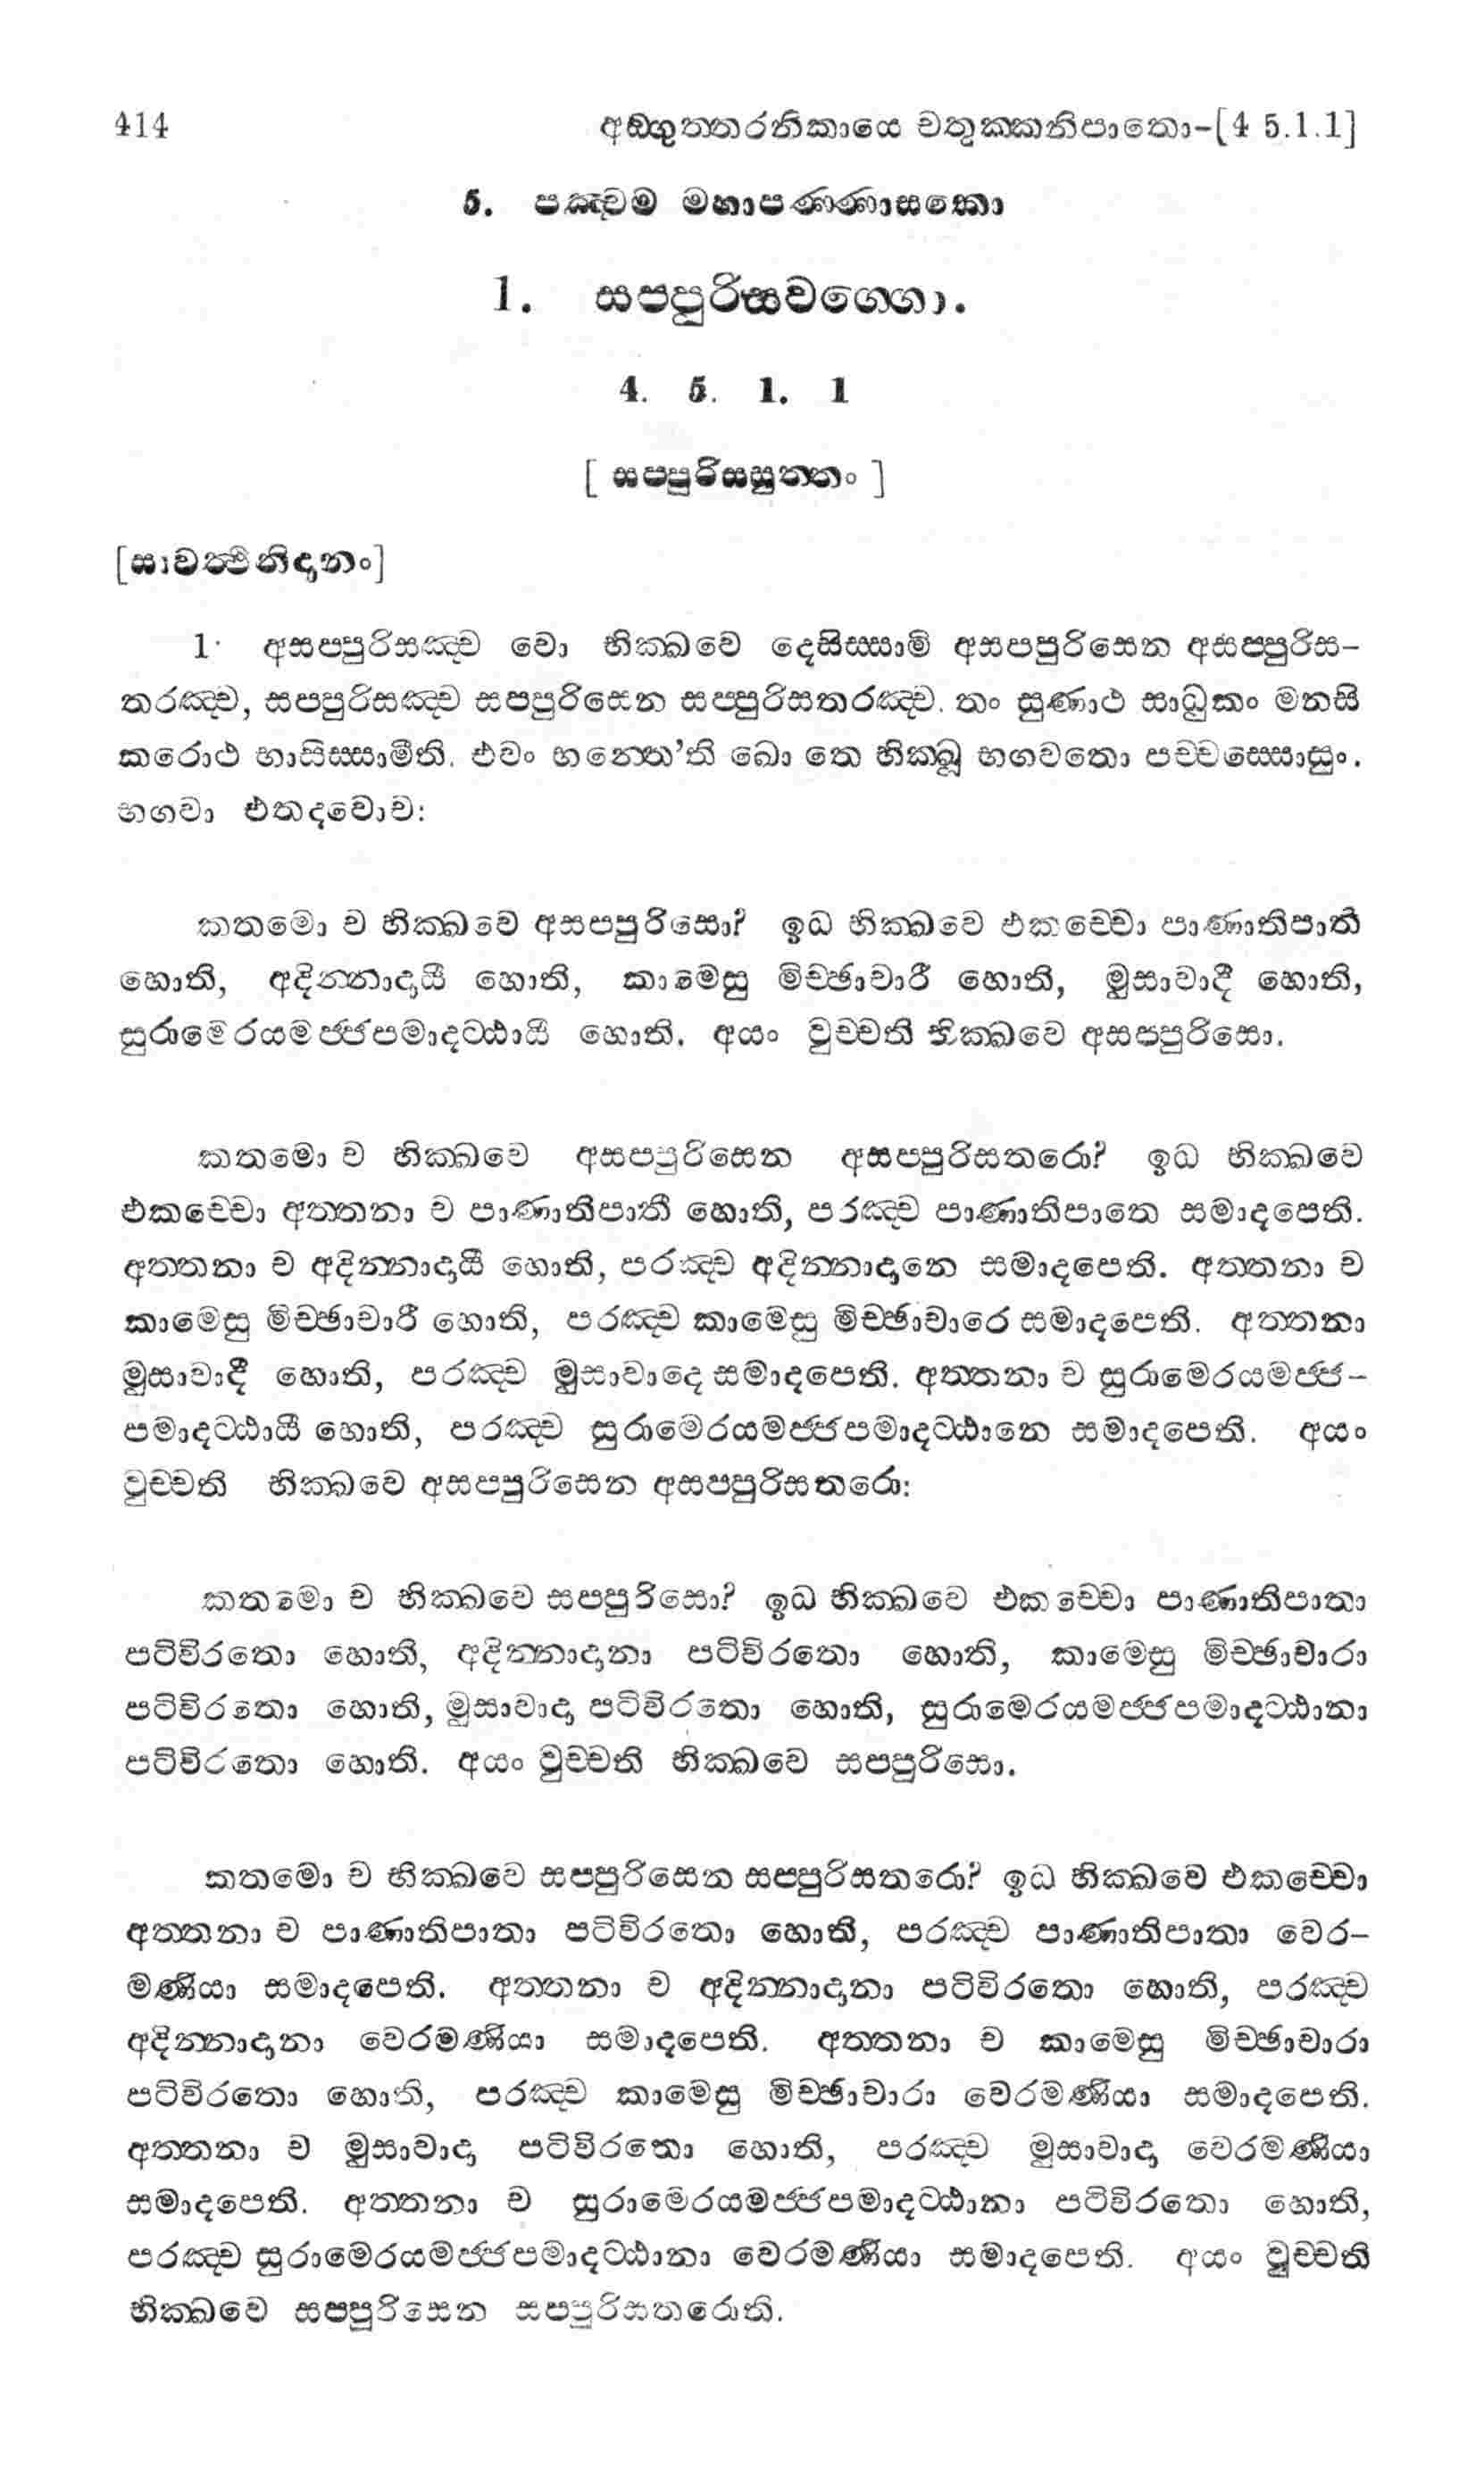 414 අඞ්ගුත්තරනිකායෙ චතුක්කනිපාතො-[4 5.1.1]
5. පඤ්චම මහාපණ්ණාසකො
1. සප්පුරිසවග්ගො.
4. 5. 1. 1
[ සප්පුරිසසුත්තං ]
[සාවත්ථිනිදානං]
1· අසප්පුරිසඤ්ච වො භික්ඛවෙ දෙසිස්සාමි අසප්පුරිසෙන අසප්පුරිස-
තරඤ්ච, සප්පුරිසඤ්ච සප්පුරිසෙන සප්පුරිසතරඤ්ච. තං සුණාථ සාධුකං මනසි
කරොථ භාසිස්සාමීති. එවං භන්තෙ’ති ඛො තෙ භික්ඛූ භගවතො පච්චස්සොසුං.
භගවා එතදවොච:
කතමො ච භික්ඛවෙ අසප්පුරිසො? ඉධ භික්ඛවෙ එකච්චො පාණාතිපාතී
හොති, අදින්නාදායී හොති, කාමෙසු මිච්ඡාචාරී හොති, මුසාවාදී හොති,
සුරාමෙරයමජ්ජපමාදට්ඨායී හොති. අයං වුච්චති භික්ඛවෙ අසප්පුරිසො.
කතමො ච භික්ඛවෙ අසප්පුරිසෙන අසප්පුරිසතරො? ඉධ භික්ඛවෙ
එකච්චො අත්තනා ච පාණාතිපාතී හොති, පරඤ්ච පාණාතිපාතෙ සමාදපෙති.
අත්තනා ච අදින්නාදායී හොති, පරඤ්ච අදින්නාදානෙ සමාදපෙති. අත්තනා ච
කාමෙසු මිච්ඡාචාරී හොති, පරඤ්ච කාමෙසු මිච්ඡාචාරෙ සමාදපෙති. අත්තනා
මුසාවාදී හොති, පරඤ්ච මුසාවාදෙ සමාදපෙති. අත්තනා ච සුරාමෙරයමජ්ජ-
පමාදට්ඨායී හොති, පරඤ්ච සුරාමෙරයමජ්ජපමාදට්ඨානෙ සමාදපෙති. අයං
වුච්චති භික්ඛවෙ අසප්පුරිසෙන අසප්පුරිසතරො:
කතමො ච භික්ඛවෙ සප්පුරිසො? ඉධ භික්ඛවෙ එකච්චො පාණාතිපාතා
පටිවිරතො හොති, අදින්නාදානා පටිවිරතො හොති, කාමෙසු මිච්ඡාචාරා
පටිවිරතො හොති, මුසාවාදා පටිවිරතො හොති, සුරාමෙරයමජ්ජපමාදට්ඨානා
පටිවිරතො හොති. අයං වුච්චති භික්ඛවෙ සප්පුරිසො.
කතමො ච භික්ඛවෙ සප්පුරිසෙන සප්පුරිසතරො? ඉධ භික්ඛවෙ එකච්චො
අත්තනා ච පාණාතිපාතා පටිවිරතො හොති, පරඤ්ච පාණාතිපාතා වෙර-
මණියා සමාදපෙති. අත්තනා ච අදින්නාදානා පටිවිරතො හොති, පරඤ්ච
අදින්නාදානා වෙරමණියා සමාදපෙති. අත්තනා ච කාමෙසු මිච්ඡාචාරා
පටිවිරතො හොති, පරඤ්ච කාමෙසු මිච්ඡාචාරා වෙරමණියා සමාදපෙති.
අත්තනා ච මුසාවාදා පටිවිරතො හොති, පරඤ්ච මුසාවාදා වෙරමණියා
සමාදපෙති. අත්තනා ච සුරාමෙරයමජ්ජපමාදට්ඨානා පටිවිරතො හොති,
පරඤ්ච සුරාමෙරයමජ්ජපමාදට්ඨානා වෙරමණියා සමාදපෙති. අයං වුච්චති
භික්ඛවෙ සප්පුරිසෙන සප්පුරිසතරොති.